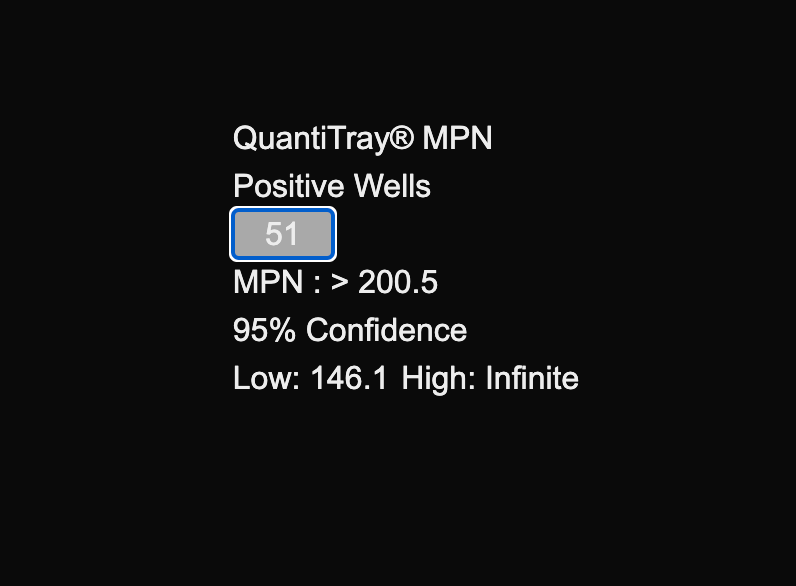 QuantiTray® MPN
Positive Wells
51
MPN : > 200.5
95% Confidence
Low: 146.1 High: Infinite